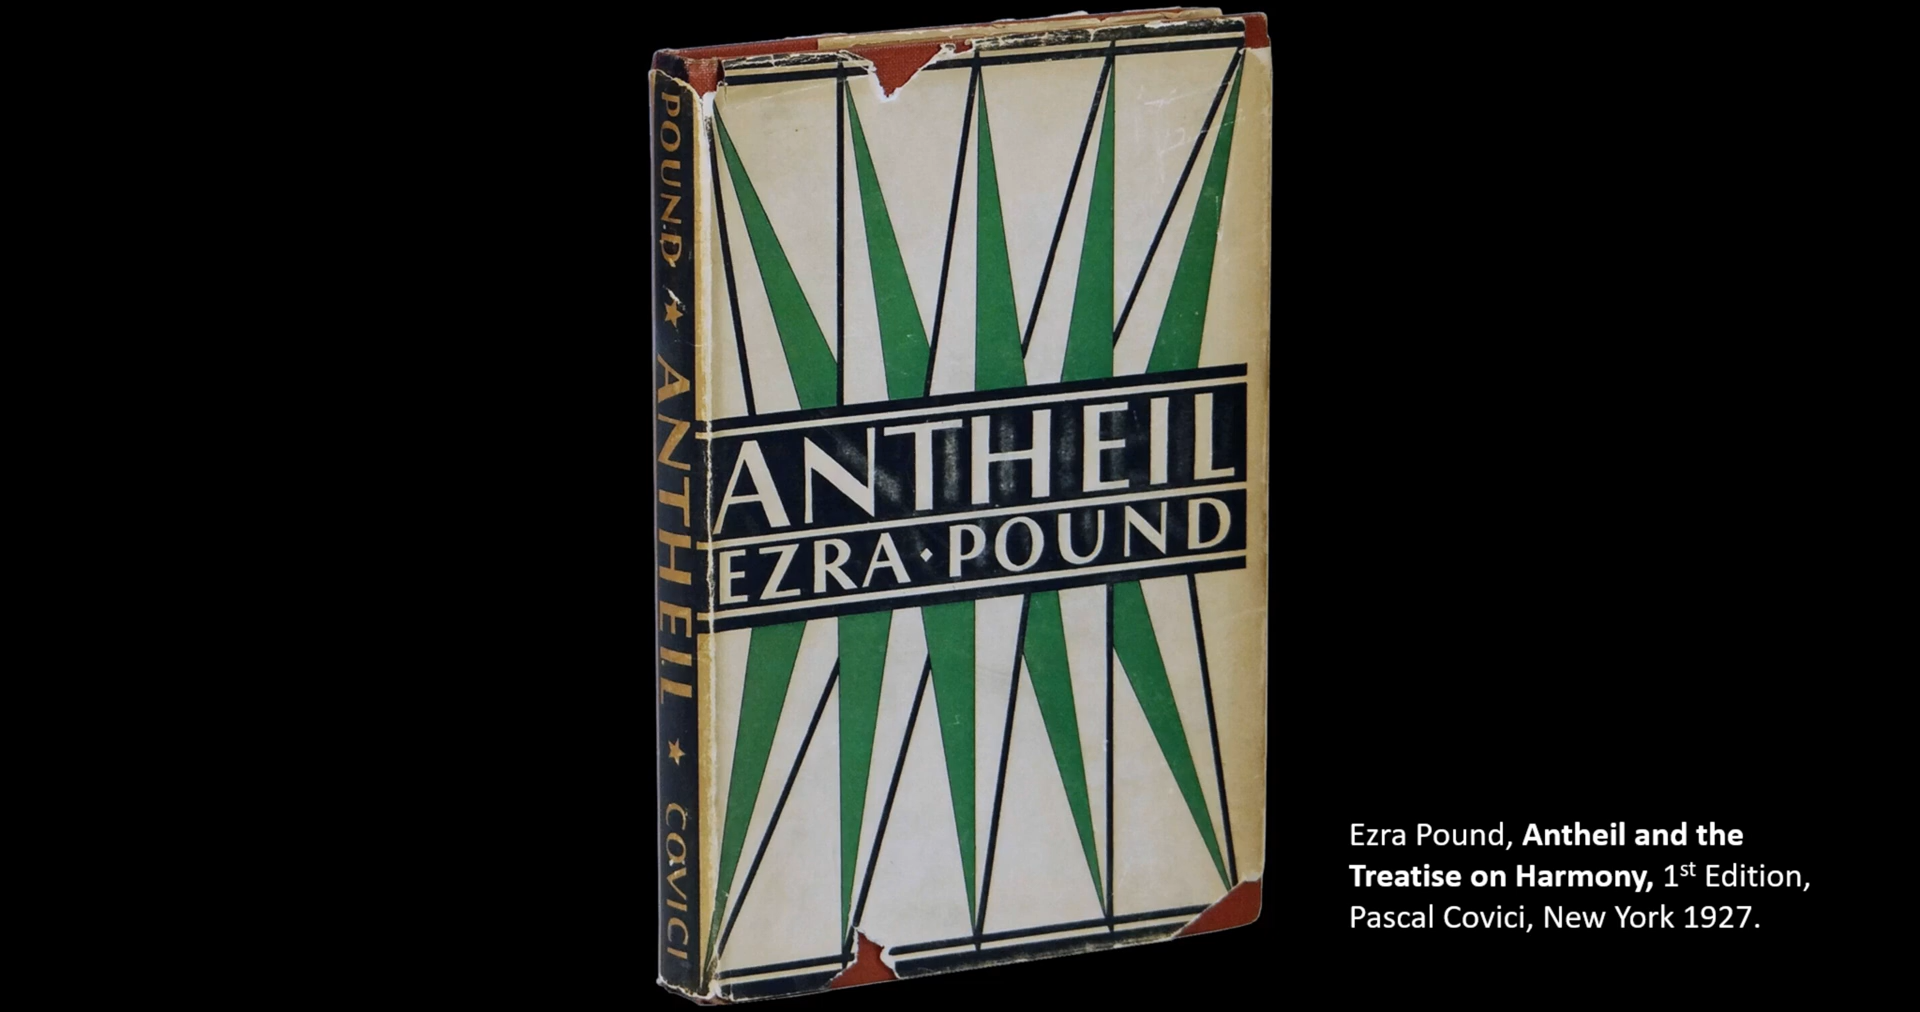 POUND ★ ANTHEIL ★ COVICI
ANTHEIL
EZRA · POUND
Ezra Pound, Antheil and the
Treatise on Harmony, 1st Edition,
Pascal Covici, New York 1927.